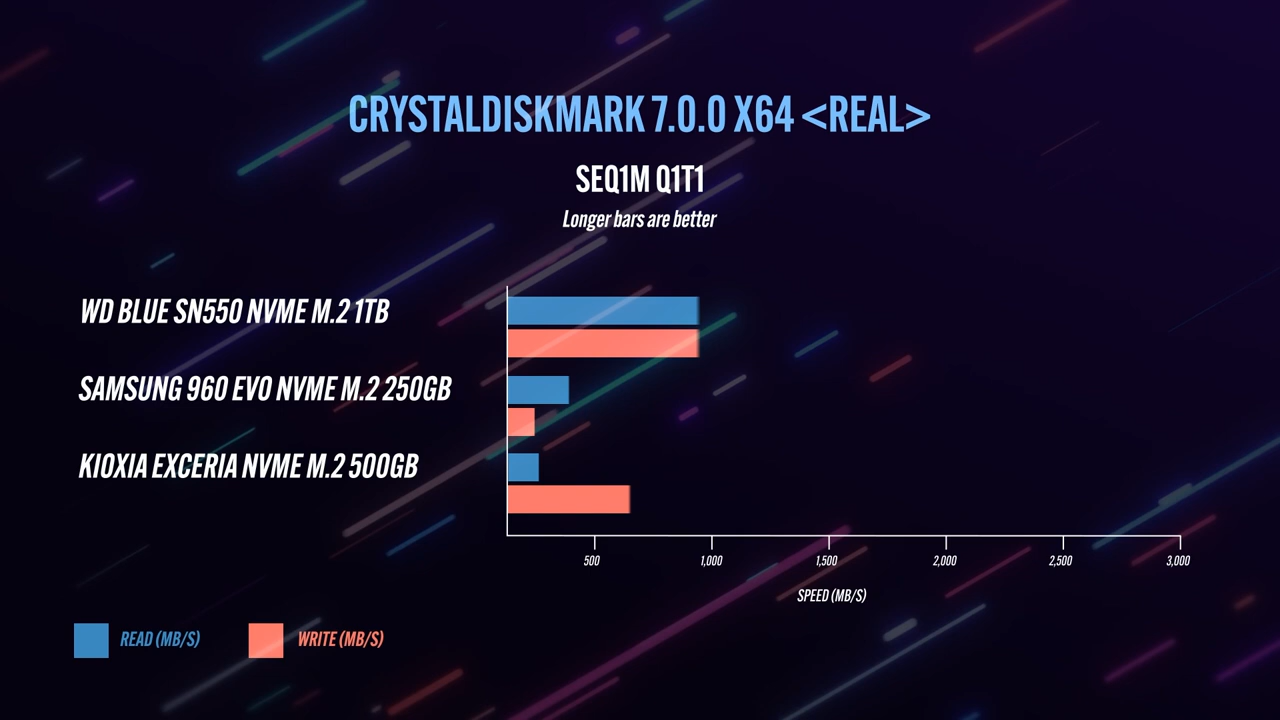 CRYSTALDISKMARK 7.0.0 X64 <REAL>
SEQ1M Q1T1
Longer bars are better
WD BLUE SN550 NVME M.2 1TB
SAMSUNG 960 EVO NVME M.2 250GB
KIOXIA EXCERIA NVME M.2 500GB
500 1,000 1,500 2,000 2,500 3,000
SPEED (MB/S)
READ (MB/S) WRITE (MB/S)